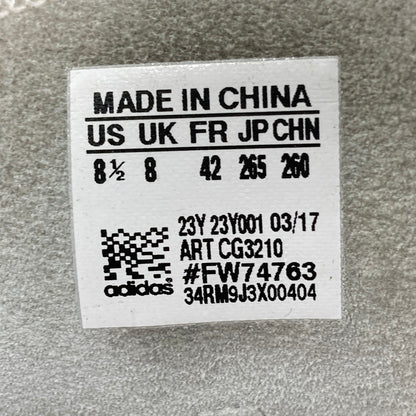 MADE IN CHINA
US UK FR JP CHN
8½ 8 42 265 260
23Y 23Y001 03/17
ART CG3210
#FW74763
adidas 34RM9J3X00404